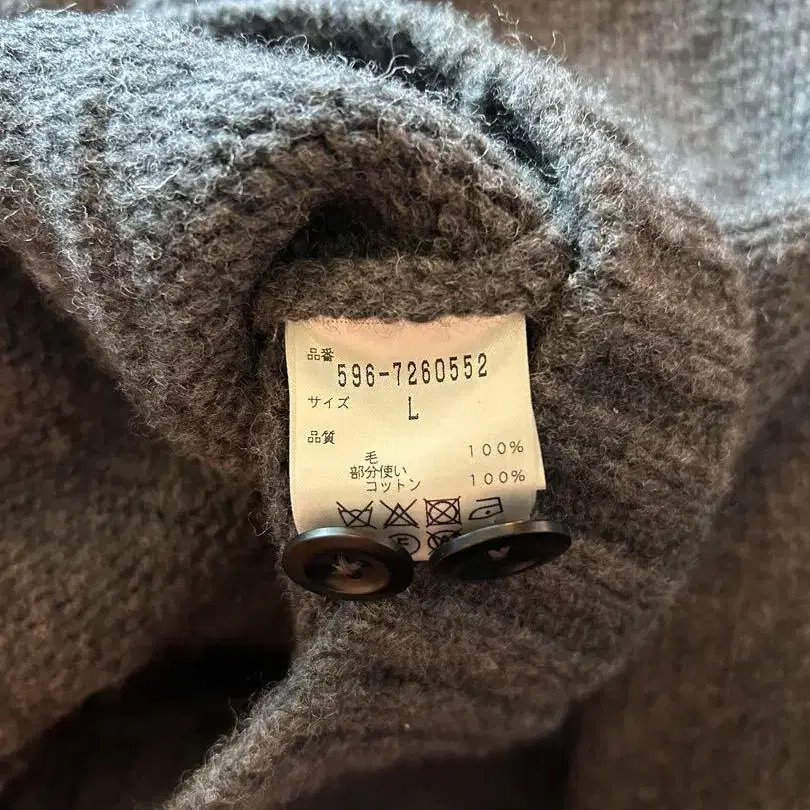 品番
596-7260552
サイズ
L
品質
毛 100%
部分使い
コットン 100%